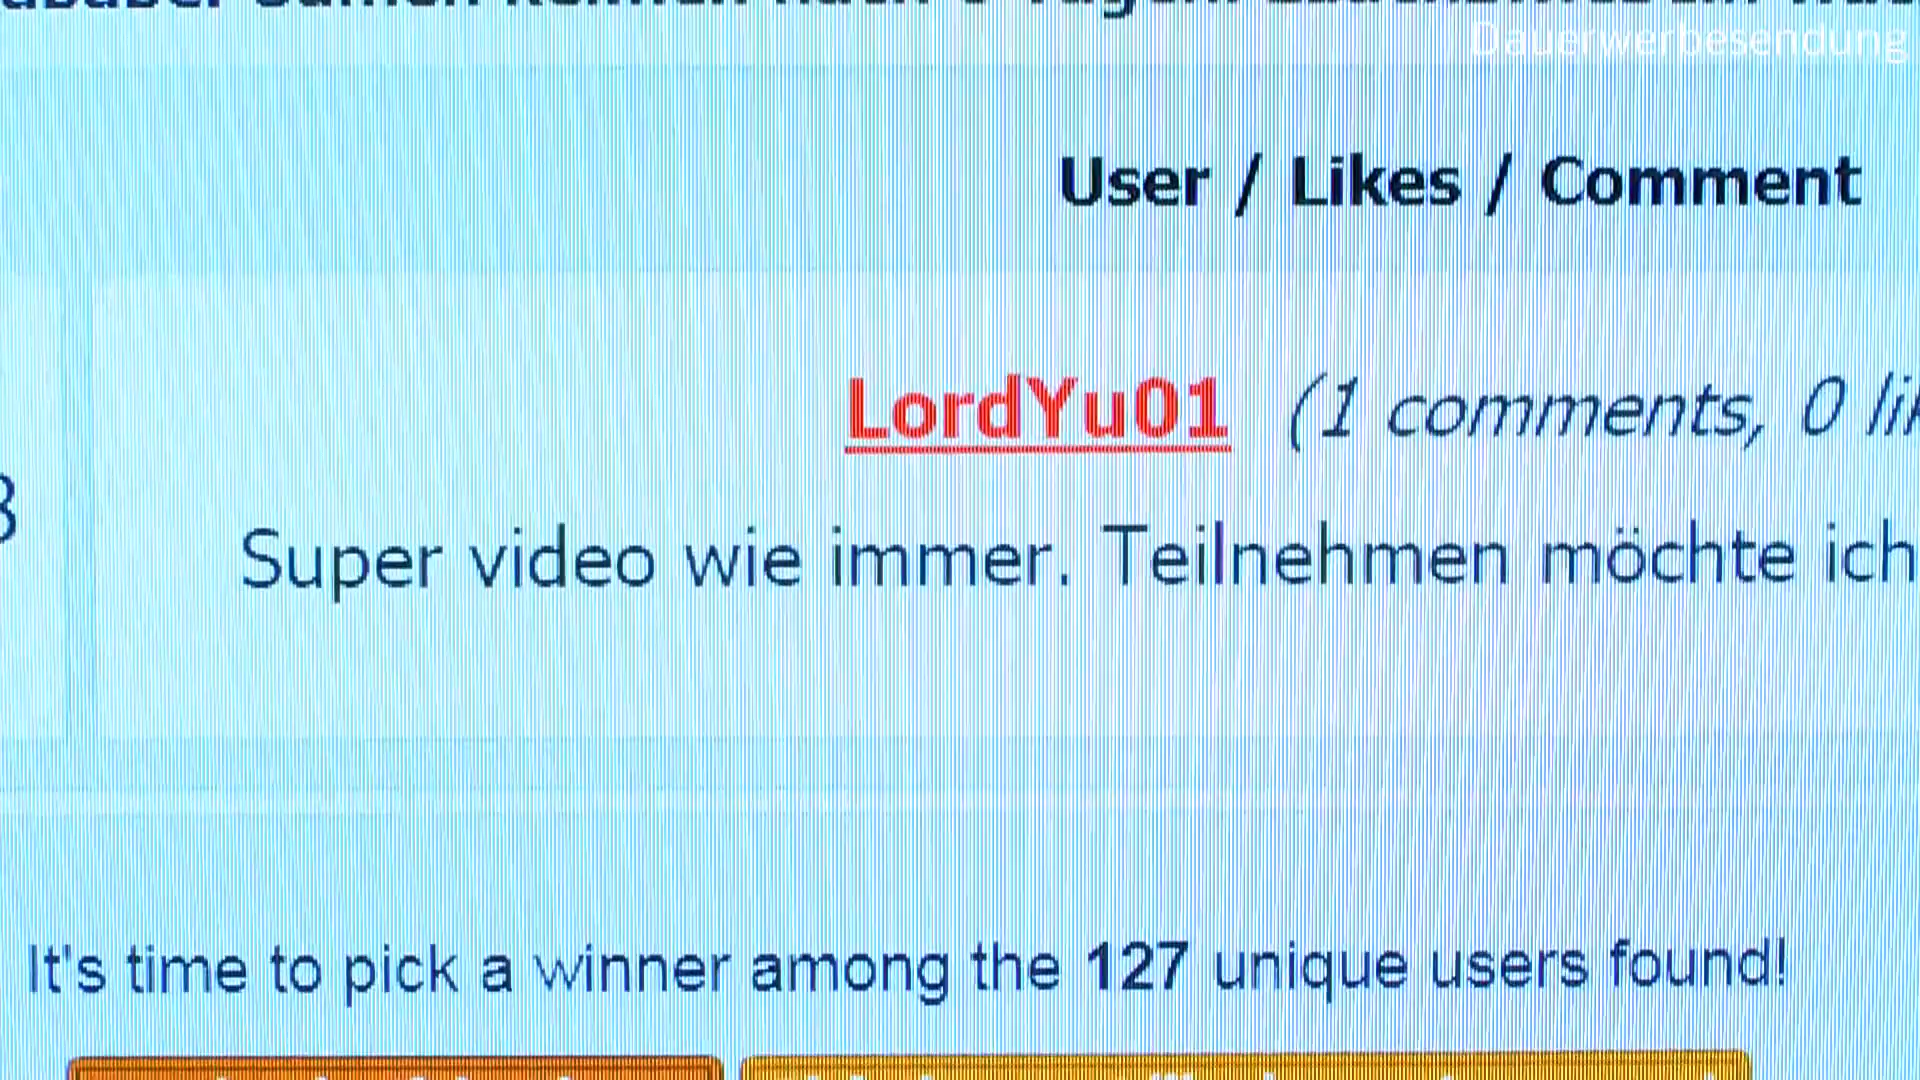 Dauerwerbesendung
User / Likes / Comment
LordYu01 (1 comments, 0
Super video wie immer. Teilnehmen möchte ich
It's time to pick a winner among the 127 unique users found!